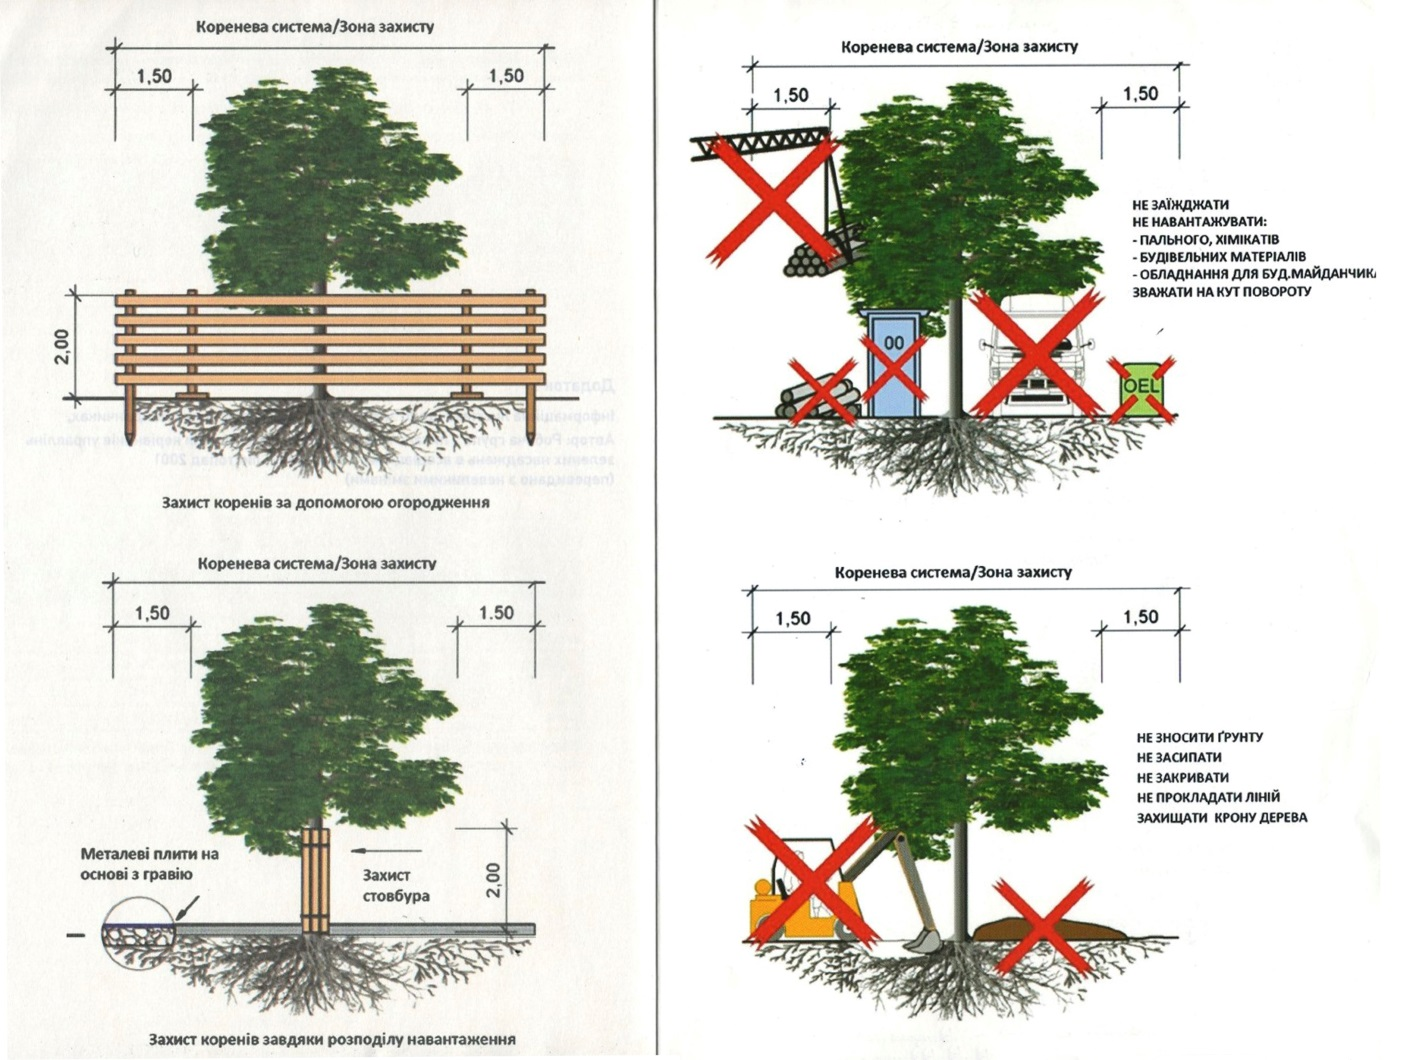 Коренева система/Зона захисту
1,50
1,50
2,00
Захист коренів за допомогою огородження
Коренева система/Зона захисту
1,50
1.50
Металеві плити на
основі з гравію
Захист
стовбура
2,00
Захист коренів завдяки розподілу навантаження
Коренева система/Зона захисту
1,50
1,50
НЕ ЗАЇЖДЖАТИ
НЕ НАВАНТАЖУВАТИ:
- ПАЛЬНОГО, ХІМІКАТІВ
- БУДІВЕЛЬНИХ МАТЕРІАЛІВ
- ОБЛАДНАННЯ ДЛЯ БУД.МАЙДАНЧИКА
ЗВАЖАТИ НА КУТ ПОВОРОТУ
00
OEL
Коренева система/Зона захисту
1,50
1,50
НЕ ЗНОСИТИ ҐРУНТУ
НЕ ЗАСИПАТИ
НЕ ЗАКРИВАТИ
НЕ ПРОКЛАДАТИ ЛІНІЙ
ЗАХИЩАТИ КРОНУ ДЕРЕВА